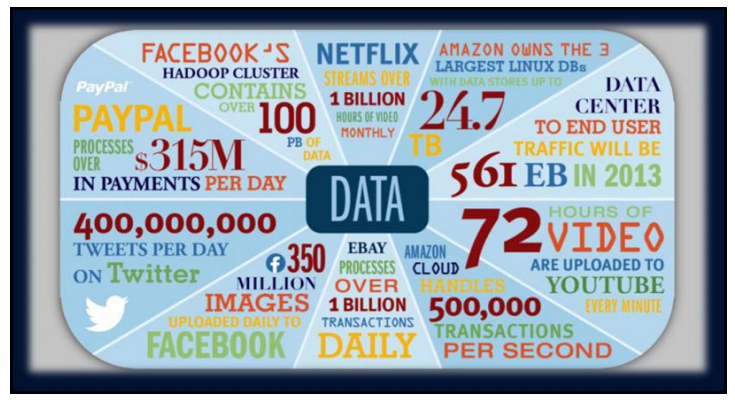 PayPal
PAYPAL
PROCESSES
OVER $315M
IN PAYMENTS PER DAY
FACEBOOK'S
HADOOP CLUSTER
CONTAINS
OVER 100
PB OF
DATA
NETFLIX
STREAMS OVER
1 BILLION
HOURS OF VIDEO
MONTHLY
AMAZON OWNS THE 3
LARGEST LINUX DBs
WITH DATA STORES UP TO
24.7
TB
DATA
CENTER
TO END USER
TRAFFIC WILL BE
561 EB IN 2013
DATA
400,000,000
TWEETS PER DAY
ON Twitter
f 350
MILLION
IMAGES
UPLOADED DAILY TO
FACEBOOK
EBAY
PROCESSES
OVER
1 BILLION
TRANSACTIONS
DAILY
AMAZON
CLOUD
HANDLES
500,000
TRANSACTIONS
PER SECOND
72 HOURS OF
VIDEO
ARE UPLOADED TO
YOUTUBE
EVERY MINUTE